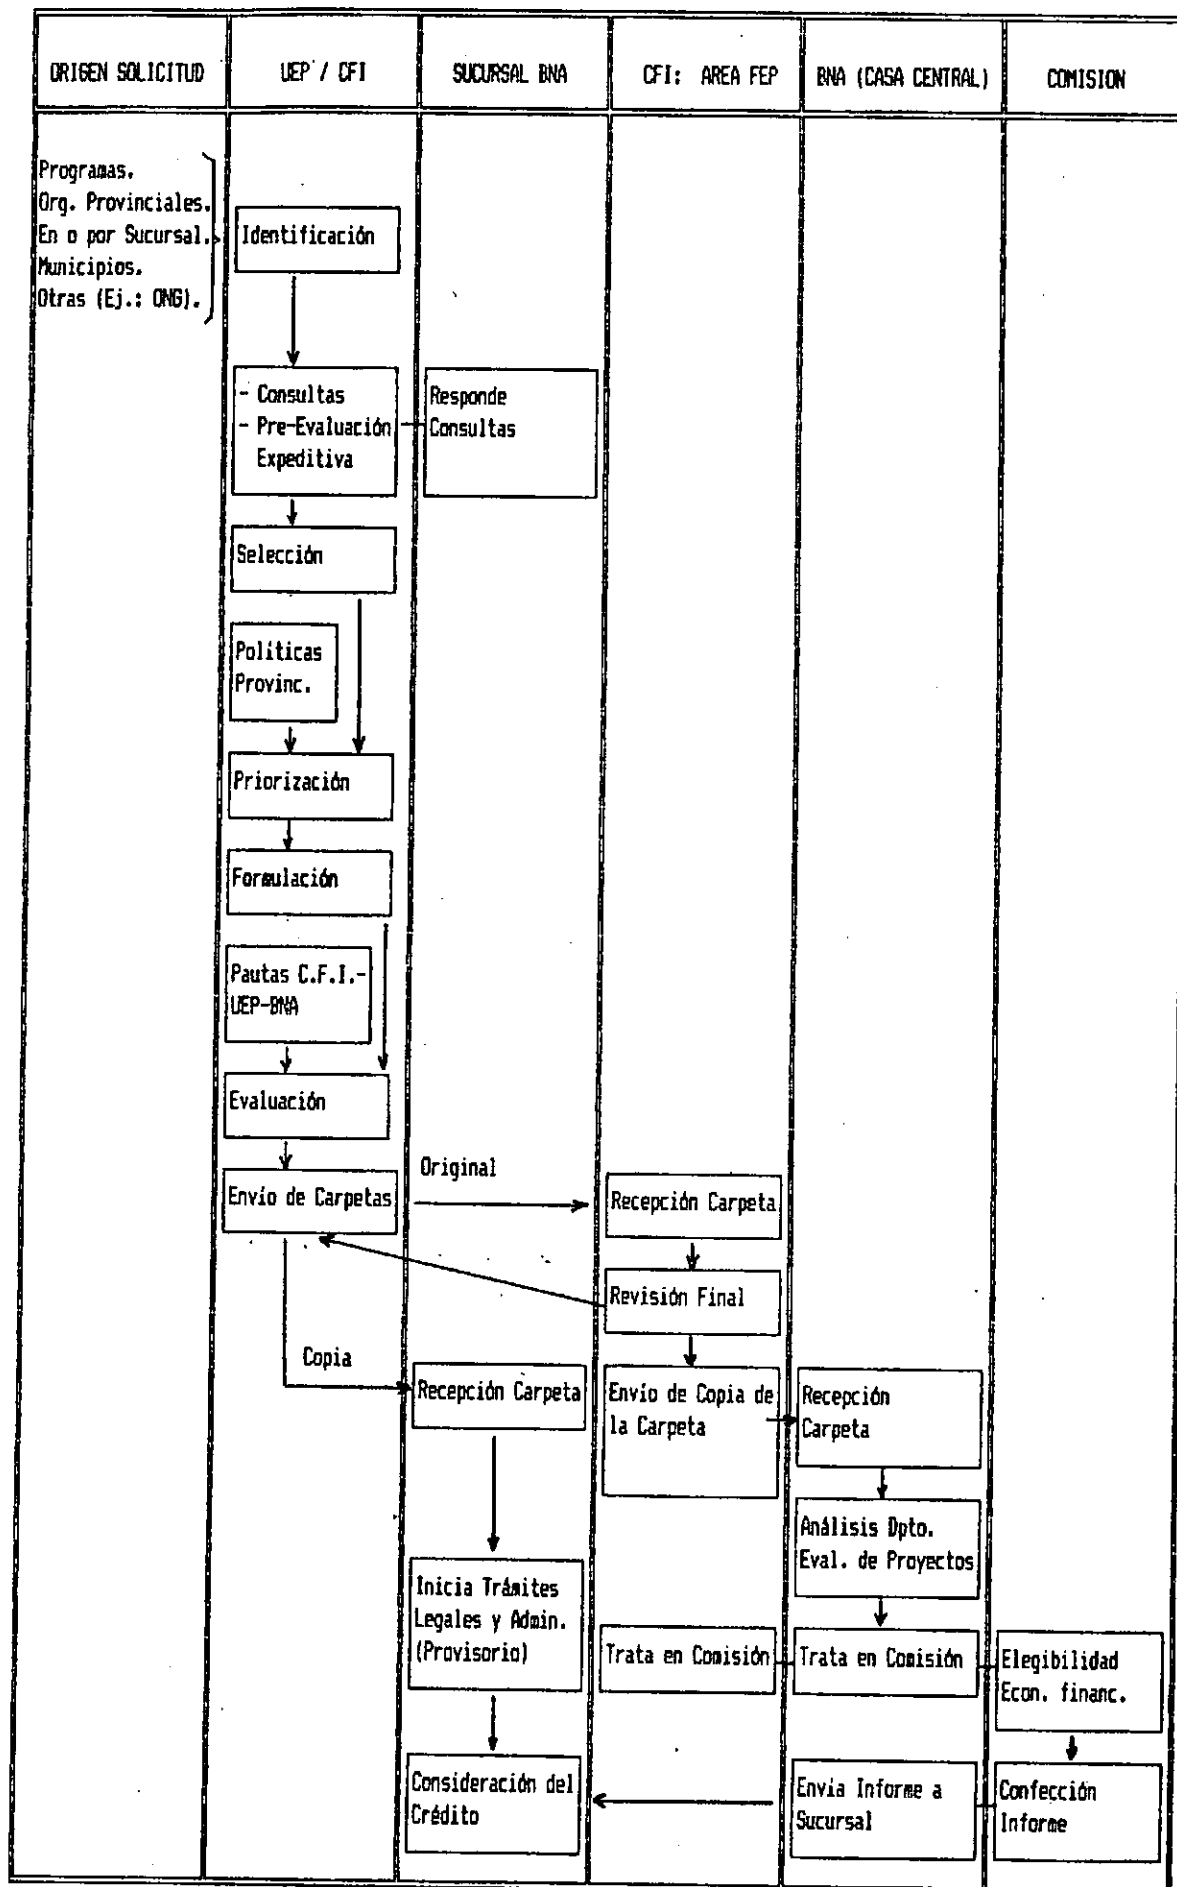 ORIGEN SOLICITUD
UEP / CFI
SUCURSAL BNA
CFI: AREA FEP
BNA (CASA CENTRAL)
COMISION
Programas.
Org. Provinciales.
En o por Sucursal.
Municipios.
Otras (Ej.: ONG).
Identificación
- Consultas
- Pre-Evaluación
Expeditiva
Responde
Consultas
Selección
Políticas
Provinc.
Priorización
Formulación
Pautas C.F.I.-
UEP-BNA
Evaluación
Envío de Carpetas
Original
Recepción Carpeta
Revisión Final
Copia
Recepción Carpeta
Envío de Copia de
la Carpeta
Recepción
Carpeta
Análisis Dpto.
Eval. de Proyectos
Inicia Trámites
Legales y Admin.
(Provisorio)
Trata en Comisión
Trata en Comisión
Elegibilidad
Econ. financ.
Consideración del
Crédito
Envia Informe a
Sucursal
Confección
Informe